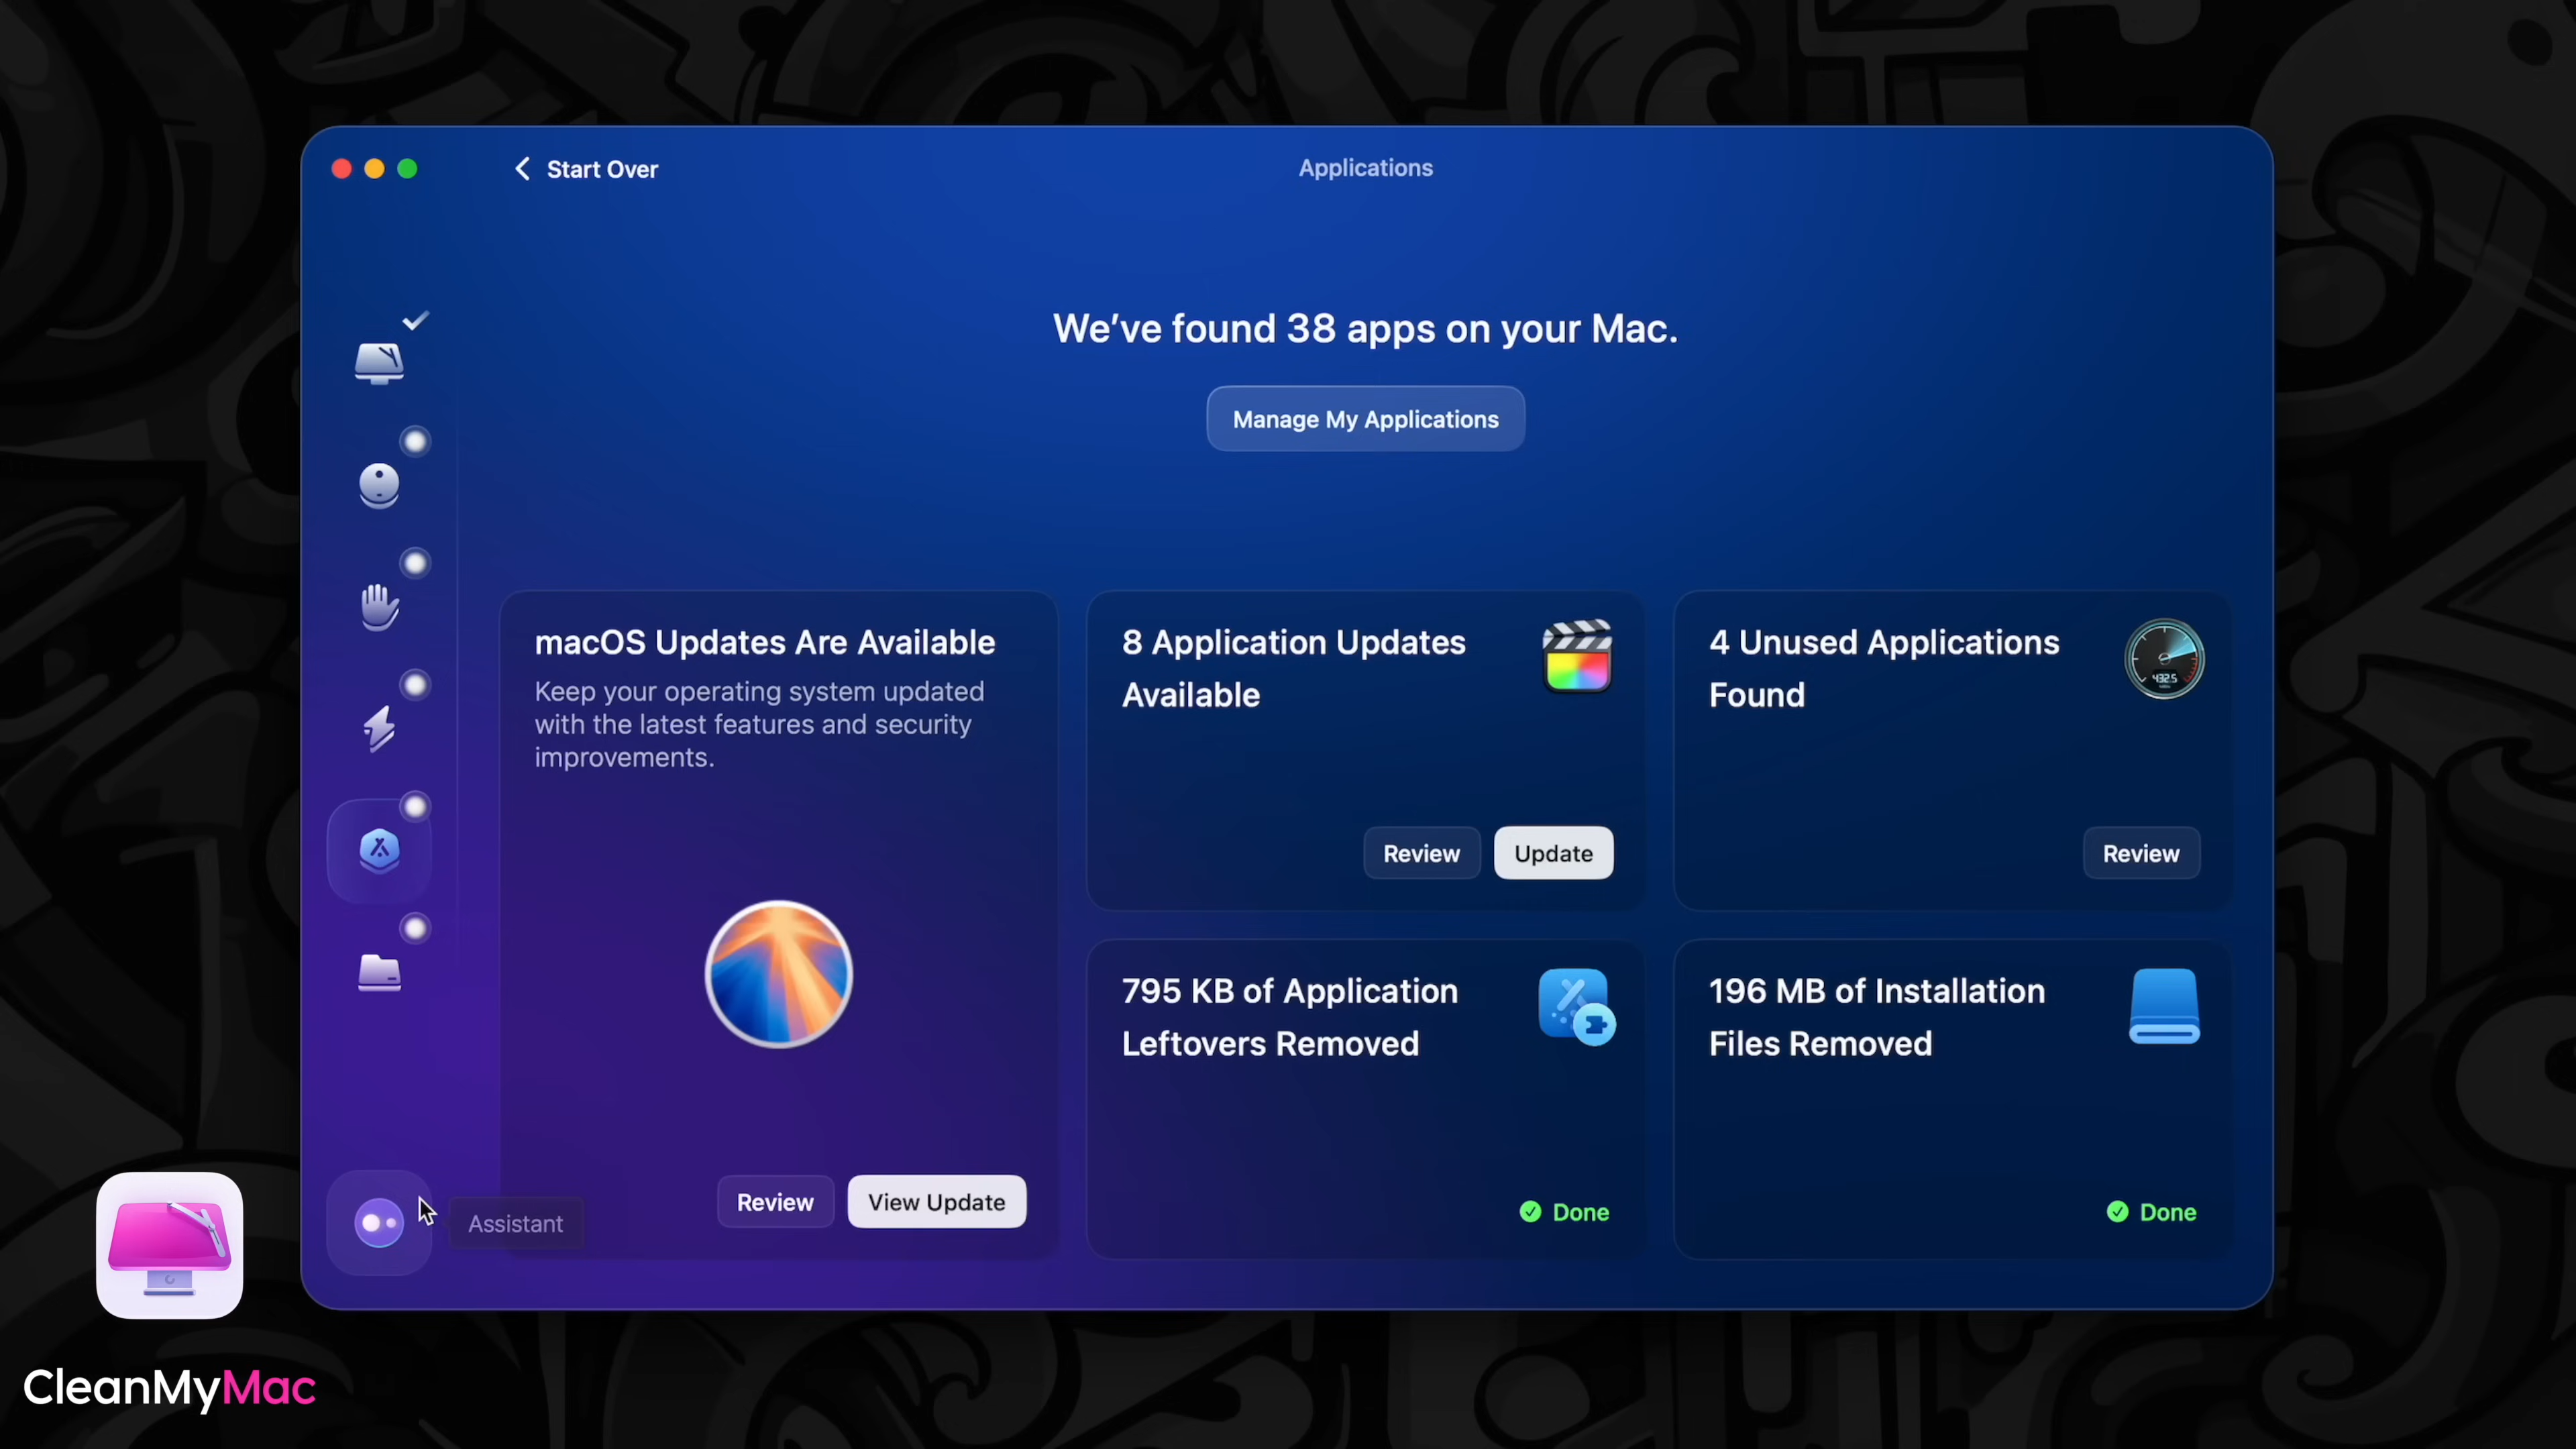 Start Over
Applications
We've found 38 apps on your Mac.
Manage My Applications
macOS Updates Are Available
Keep your operating system updated
with the latest features and security
improvements.
Review
View Update
8 Application Updates
Available
Review
Update
4 Unused Applications
Found
432.5
Review
795 KB of Application
Leftovers Removed
Done
196 MB of Installation
Files Removed
Done
Assistant
CleanMyMac